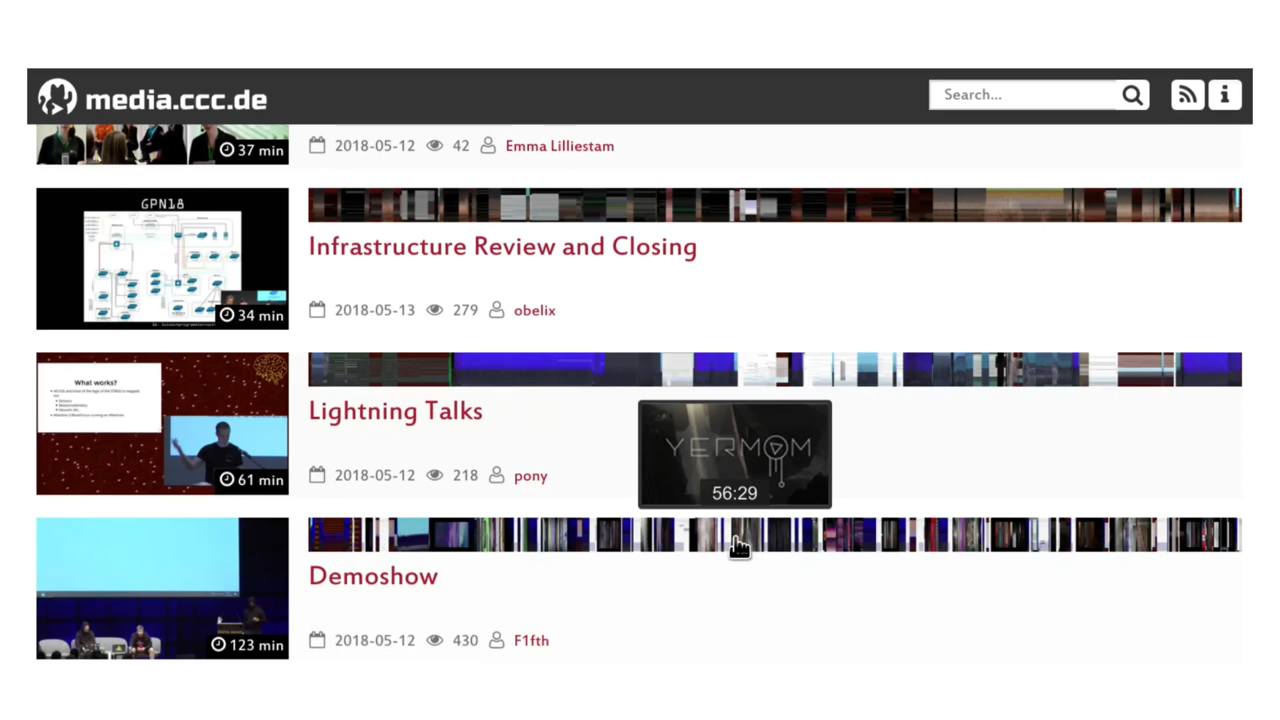 media.ccc.de
Search...
37 min
2018-05-12 42 Emma Lilliestam
GPN18
34 min
Infrastructure Review and Closing
2018-05-13 279 obelix
What works?
61 min
Lightning Talks
2018-05-12 218 pony
YERMOM
56:29
123 min
Demoshow
2018-05-12 430 F1fth